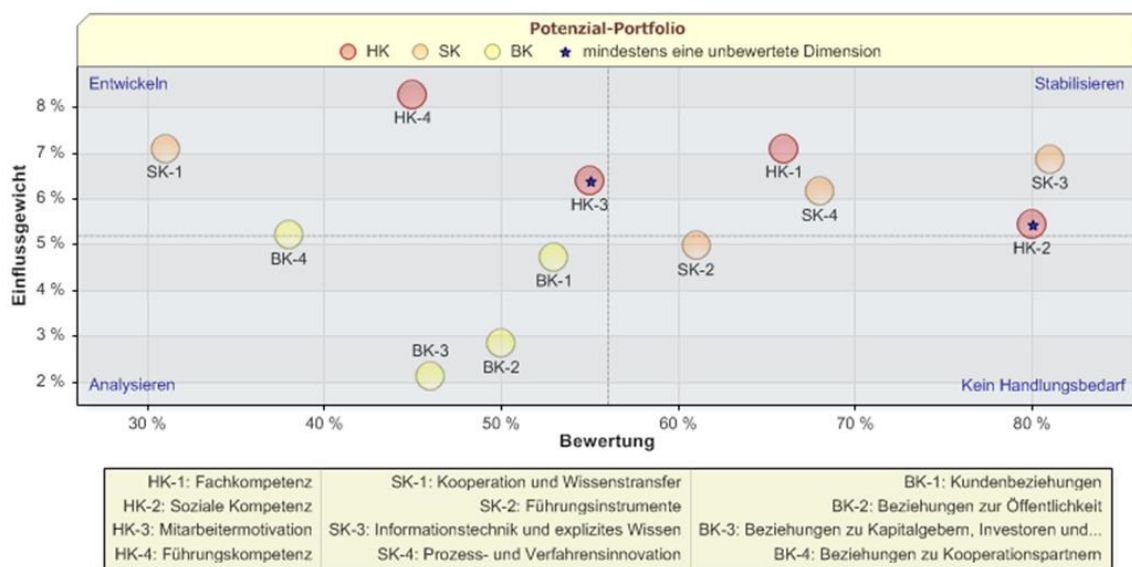 Potenzial-Portfolio
HK SK BK mindestens eine unbewertete Dimension
Entwickeln Stabilisieren
Einflussgewicht
8 %
7 %
6 %
5 %
4 %
3 %
2 %
HK-4
SK-1
HK-1
SK-3
HK-3
SK-4
HK-2
BK-4
SK-2
BK-1
BK-3
BK-2
Analysieren Kein Handlungsbedarf
30 % 40 % 50 % 60 % 70 % 80 %
Bewertung
HK-1: Fachkompetenz SK-1: Kooperation und Wissenstransfer BK-1: Kundenbeziehungen
HK-2: Soziale Kompetenz SK-2: Führungsinstrumente BK-2: Beziehungen zur Öffentlichkeit
HK-3: Mitarbeitermotivation SK-3: Informationstechnik und explizites Wissen BK-3: Beziehungen zu Kapitalgebern, Investoren und...
HK-4: Führungskompetenz SK-4: Prozess- und Verfahrensinnovation BK-4: Beziehungen zu Kooperationspartnern